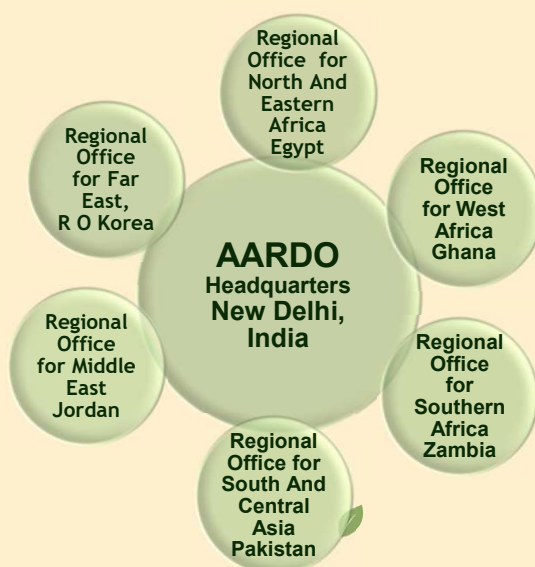 Regional
Office for
North And
Eastern
Africa
Egypt
Regional
Office
for West
Africa
Ghana
Regional
Office
for
Southern
Africa
Zambia
Regional
Office for
South And
Central
Asia
Pakistan
Regional
Office
for Middle
East
Jordan
Regional
Office
for Far
East,
R O Korea
AARDO
Headquarters
New Delhi,
India